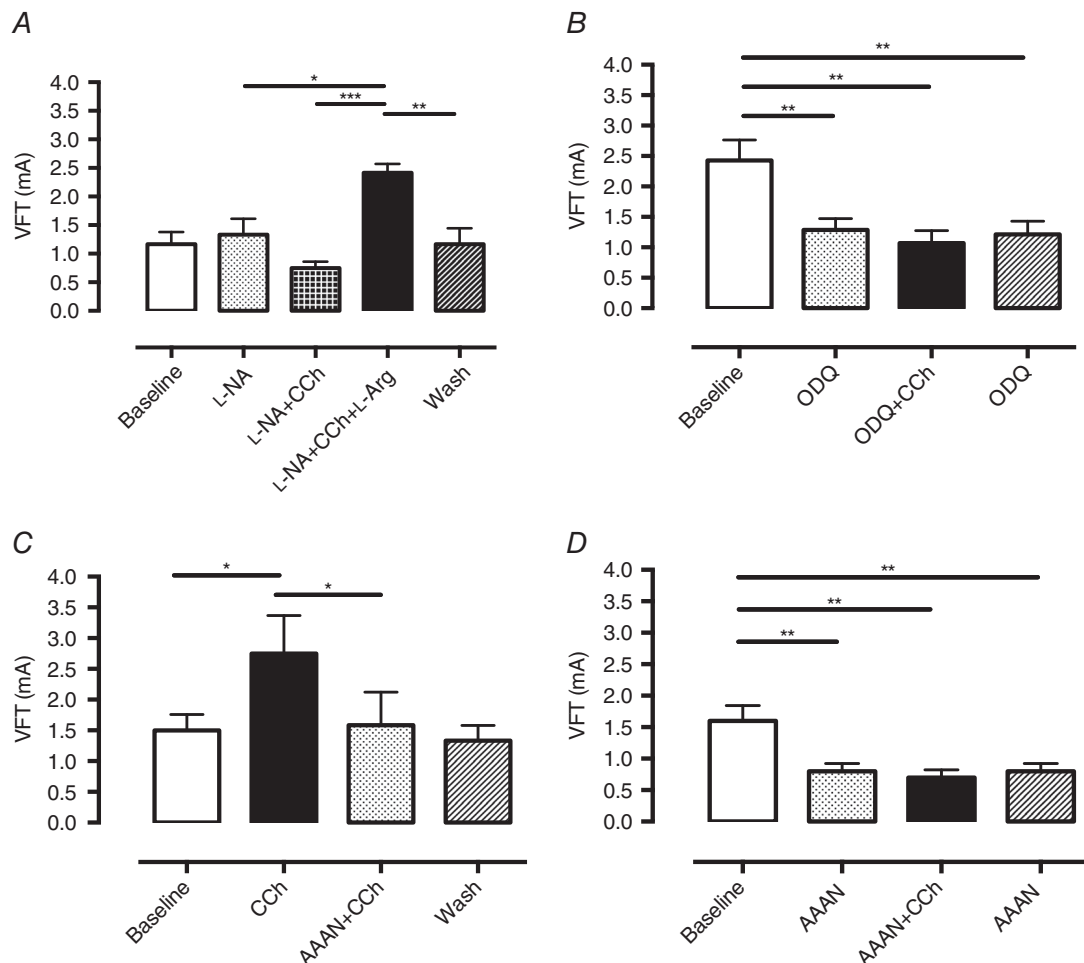 A
VFT (mA)
4.0
3.5
3.0
2.5
2.0
1.5
1.0
0.5
0.0
*
***
**
Baseline
L-NA
L-NA+CCh
L-NA+CCh+L-Arg
Wash
B
VFT (mA)
4.0
3.5
3.0
2.5
2.0
1.5
1.0
0.5
0.0
**
**
**
Baseline
ODQ
ODQ+CCh
ODQ
C
VFT (mA)
4.0
3.5
3.0
2.5
2.0
1.5
1.0
0.5
0.0
*
*
Baseline
CCh
AAAN+CCh
Wash
D
VFT (mA)
4.0
3.5
3.0
2.5
2.0
1.5
1.0
0.5
0.0
**
**
**
Baseline
AAAN
AAAN+CCh
AAAN